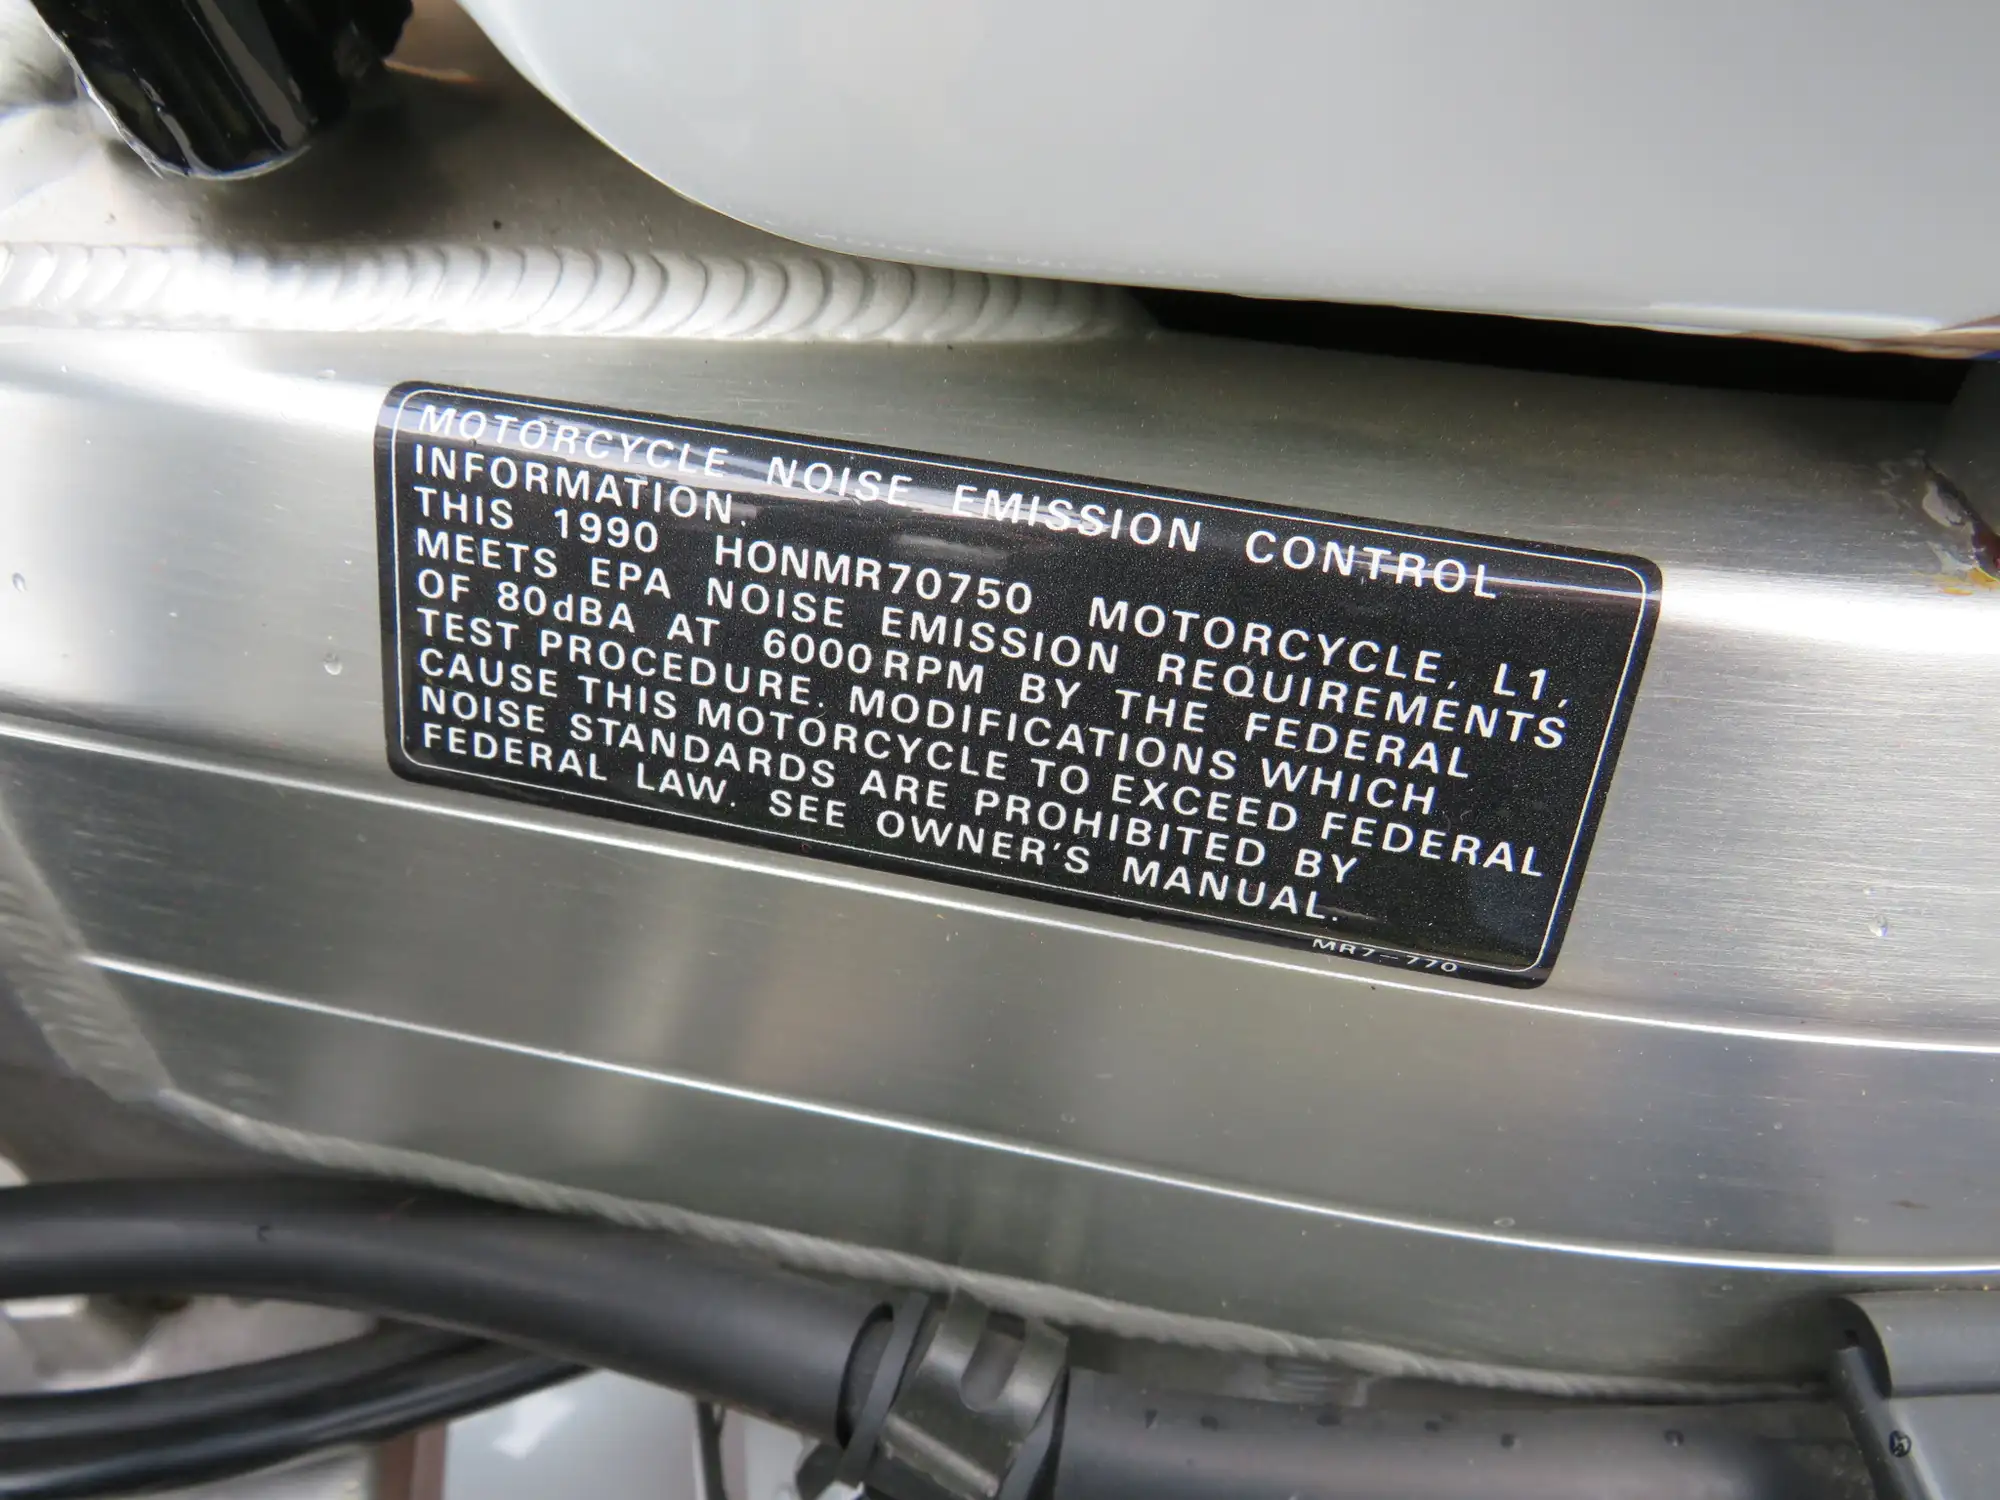 MOTORCYCLE NOISE EMISSION CONTROL
INFORMATION.
THIS 1990 HONMR70750 MOTORCYCLE, L1,
MEETS EPA NOISE EMISSION REQUIREMENTS
OF 80dBA AT 6000RPM BY THE FEDERAL
TEST PROCEDURE. MODIFICATIONS WHICH
CAUSE THIS MOTORCYCLE TO EXCEED FEDERAL
NOISE STANDARDS ARE PROHIBITED BY
FEDERAL LAW. SEE OWNER'S MANUAL.
MR7-770